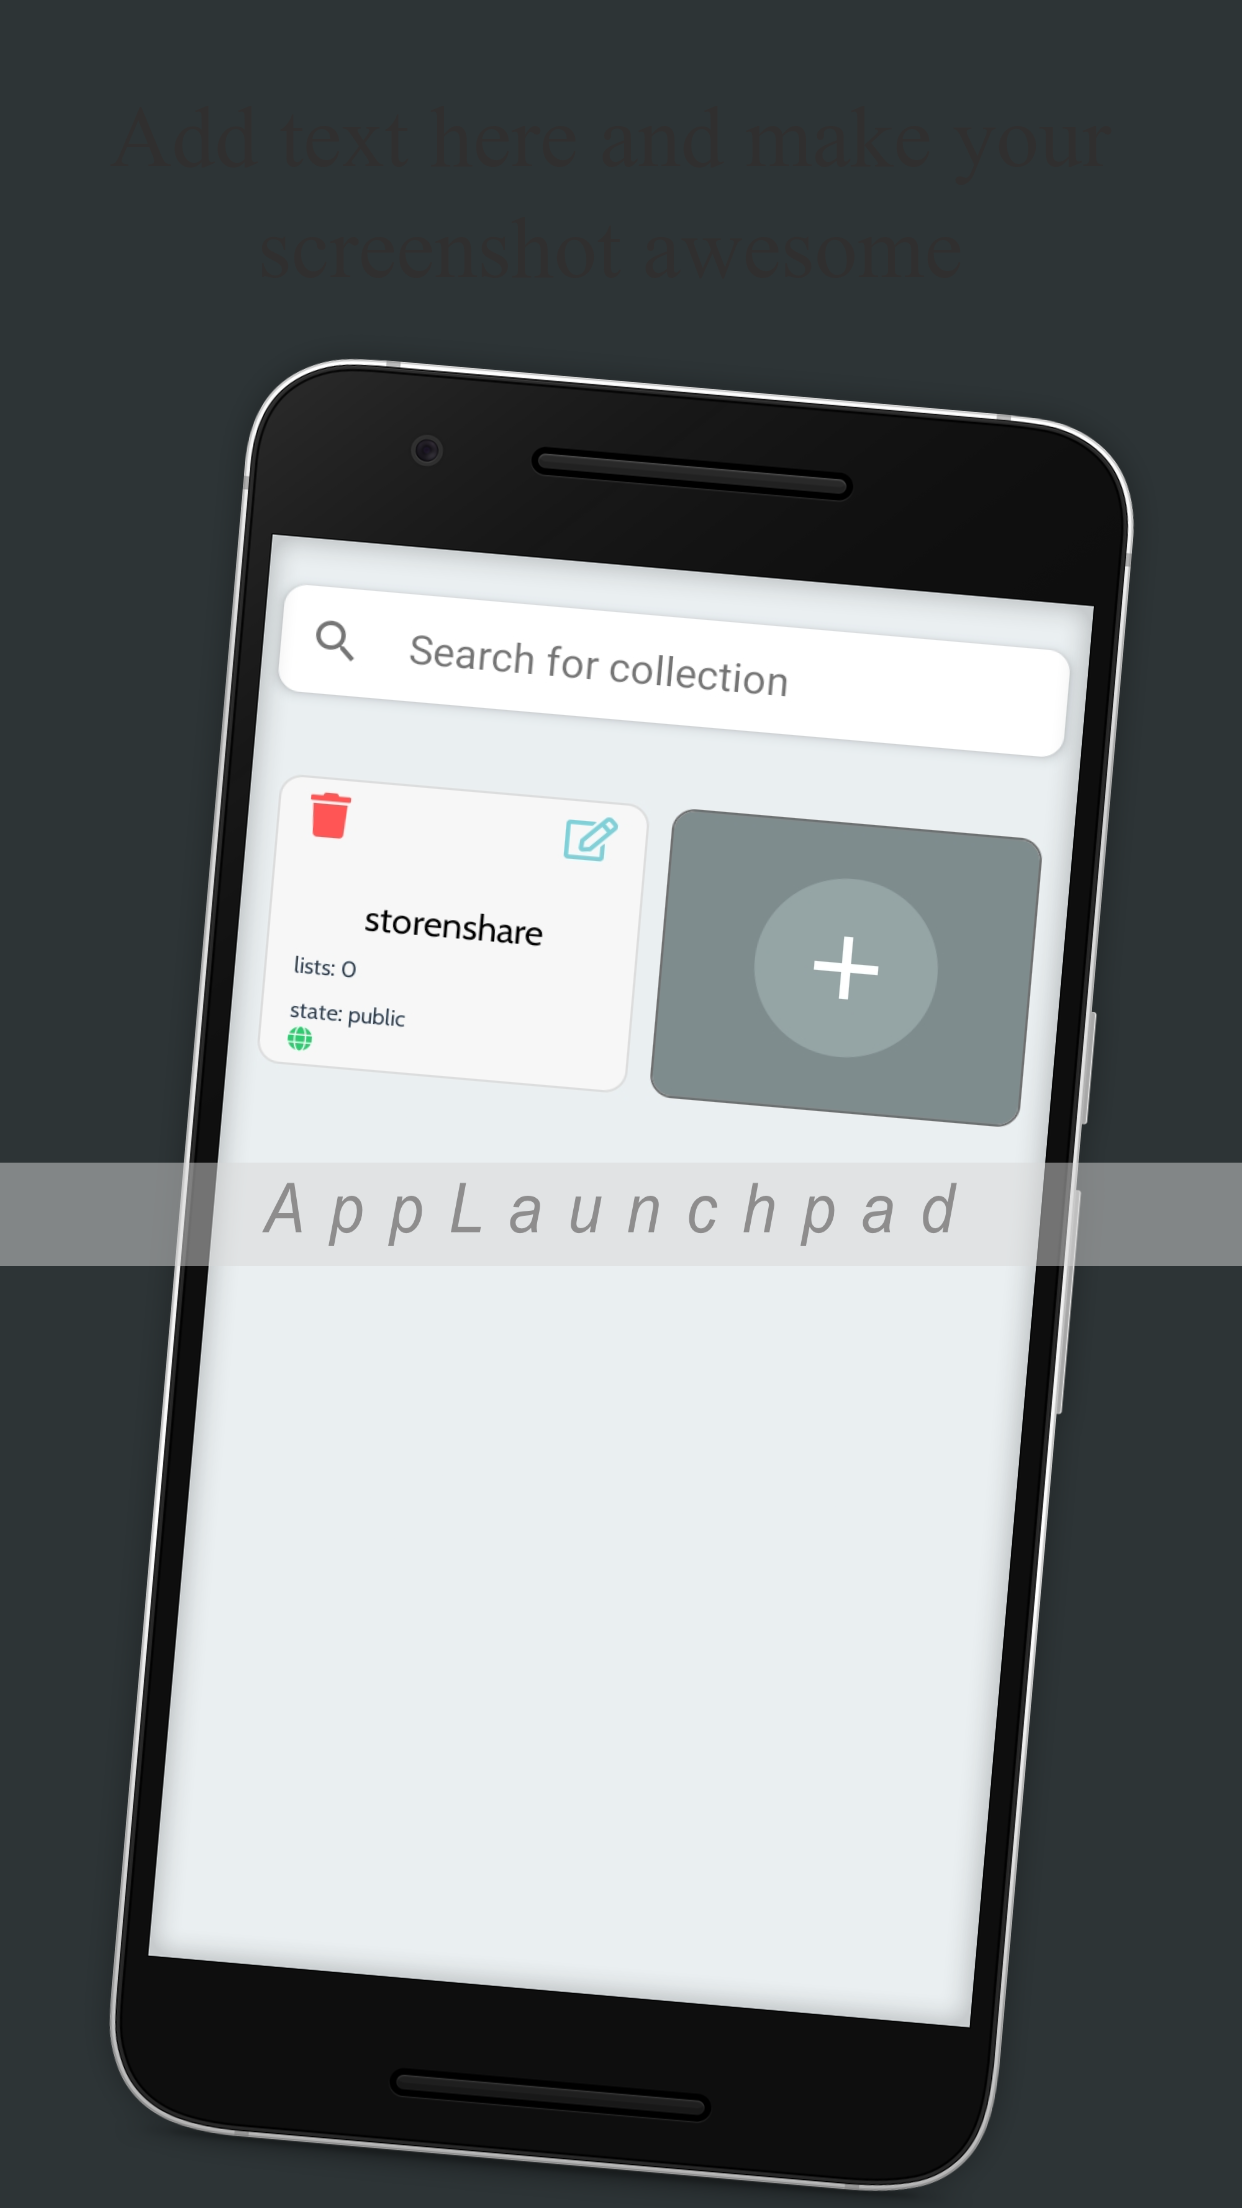 Add text here and make your
screenshot awesome
Search for collection
storenshare
lists: 0
state: public
AppLaunchpad